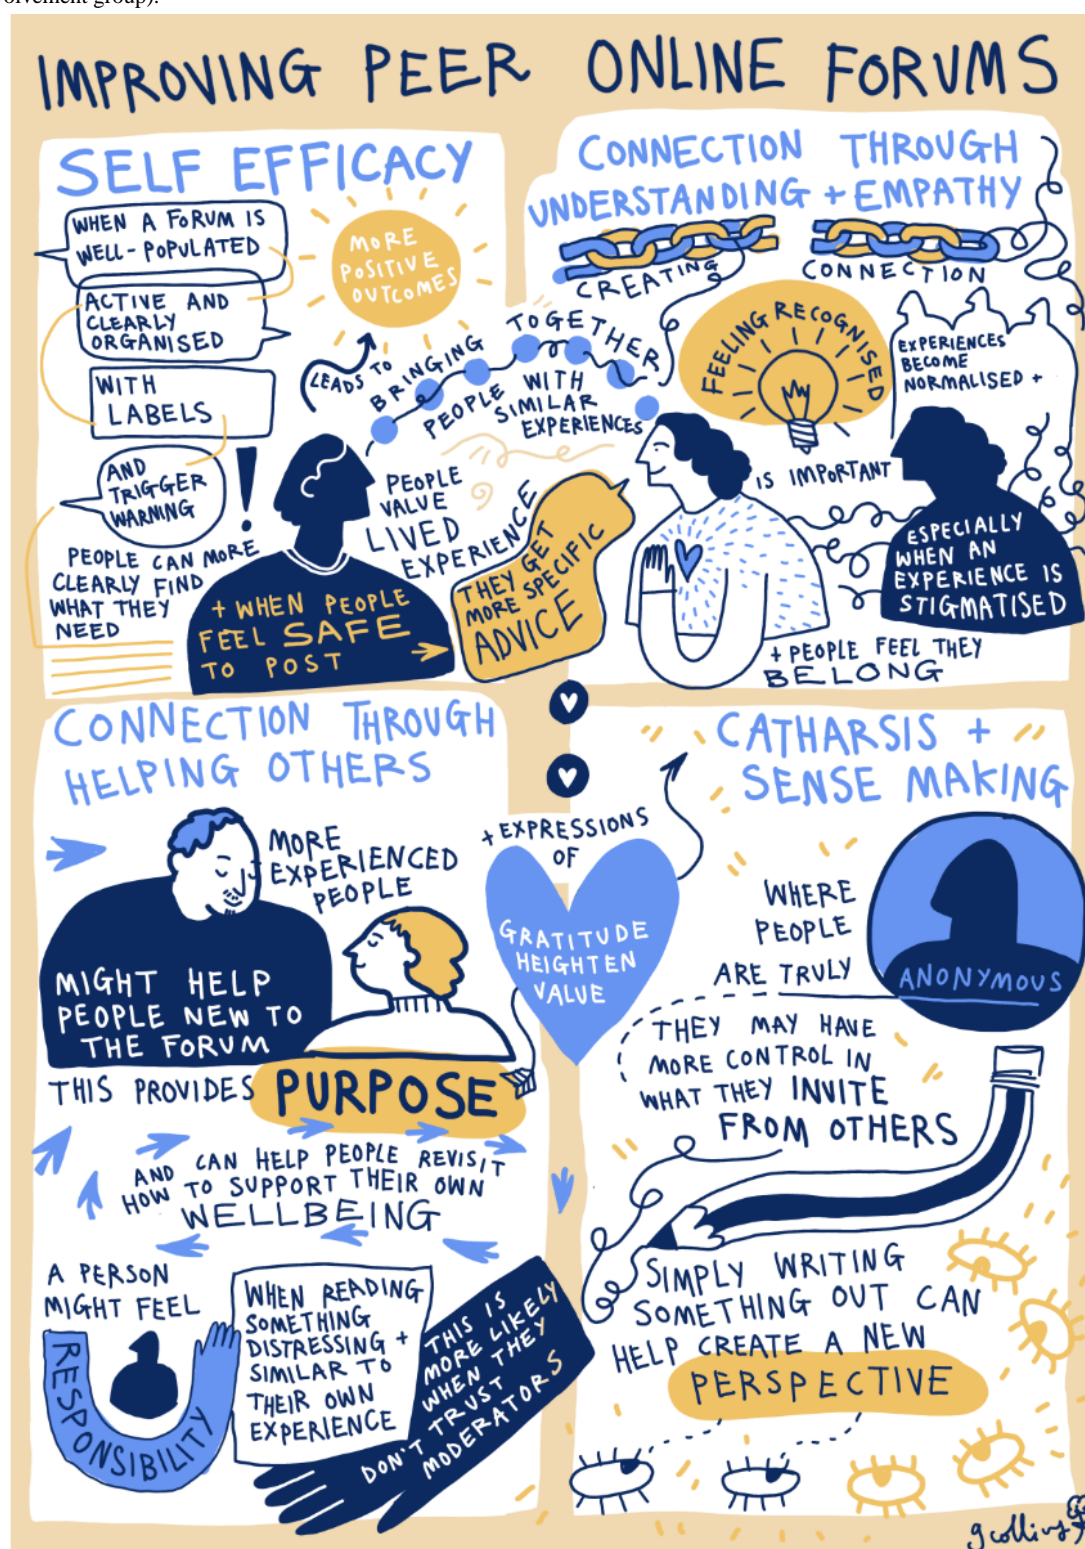 olvement group).
IMPROVING PEER ONLINE FORUMS
SELF EFFICACY
WHEN A FORUM IS
WELL-POPULATED
ACTIVE AND
CLEARLY
ORGANISED
WITH
LABELS
AND
TRIGGER
WARNING
!
PEOPLE CAN MORE
CLEARLY FIND
WHAT THEY
NEED
+ WHEN PEOPLE
FEEL SAFE
TO POST
LEADS TO
MORE
POSITIVE
OUTCOMES
BRINGING
TOGETHER
PEOPLE
WITH
SIMILAR
EXPERIENCES
PEOPLE
VALUE
LIVED
EXPERIENCE
THEY GET
MORE SPECIFIC
ADVICE
CONNECTION THROUGH
UNDERSTANDING + EMPATHY
CREATING
CONNECTION
FEELING RECOGNISED
IS IMPORTANT
EXPERIENCES
BECOME
NORMALISED +
ESPECIALLY
WHEN AN
EXPERIENCE IS
STIGMATISED
+ PEOPLE FEEL THEY
BELONG
CONNECTION THROUGH
HELPING OTHERS
MORE
EXPERIENCED
PEOPLE
MIGHT HELP
PEOPLE NEW TO
THE FORUM
THIS PROVIDES PURPOSE
AND CAN HELP PEOPLE REVISIT
HOW TO SUPPORT THEIR OWN
WELLBEING
A PERSON
MIGHT FEEL
RESPONSIBILITY
WHEN READING
SOMETHING
DISTRESSING +
SIMILAR TO
THEIR OWN
EXPERIENCE
THIS IS
MORE LIKELY
WHEN THEY
DON'T TRUST
MODERATORS
+ EXPRESSIONS
OF
GRATITUDE
HEIGHTEN
VALUE
CATHARSIS +
SENSE MAKING
WHERE
PEOPLE
ARE TRULY
ANONYMOUS
THEY MAY HAVE
MORE CONTROL IN
WHAT THEY INVITE
FROM OTHERS
SIMPLY WRITING
SOMETHING OUT CAN
HELP CREATE A NEW
PERSPECTIVE
g collins